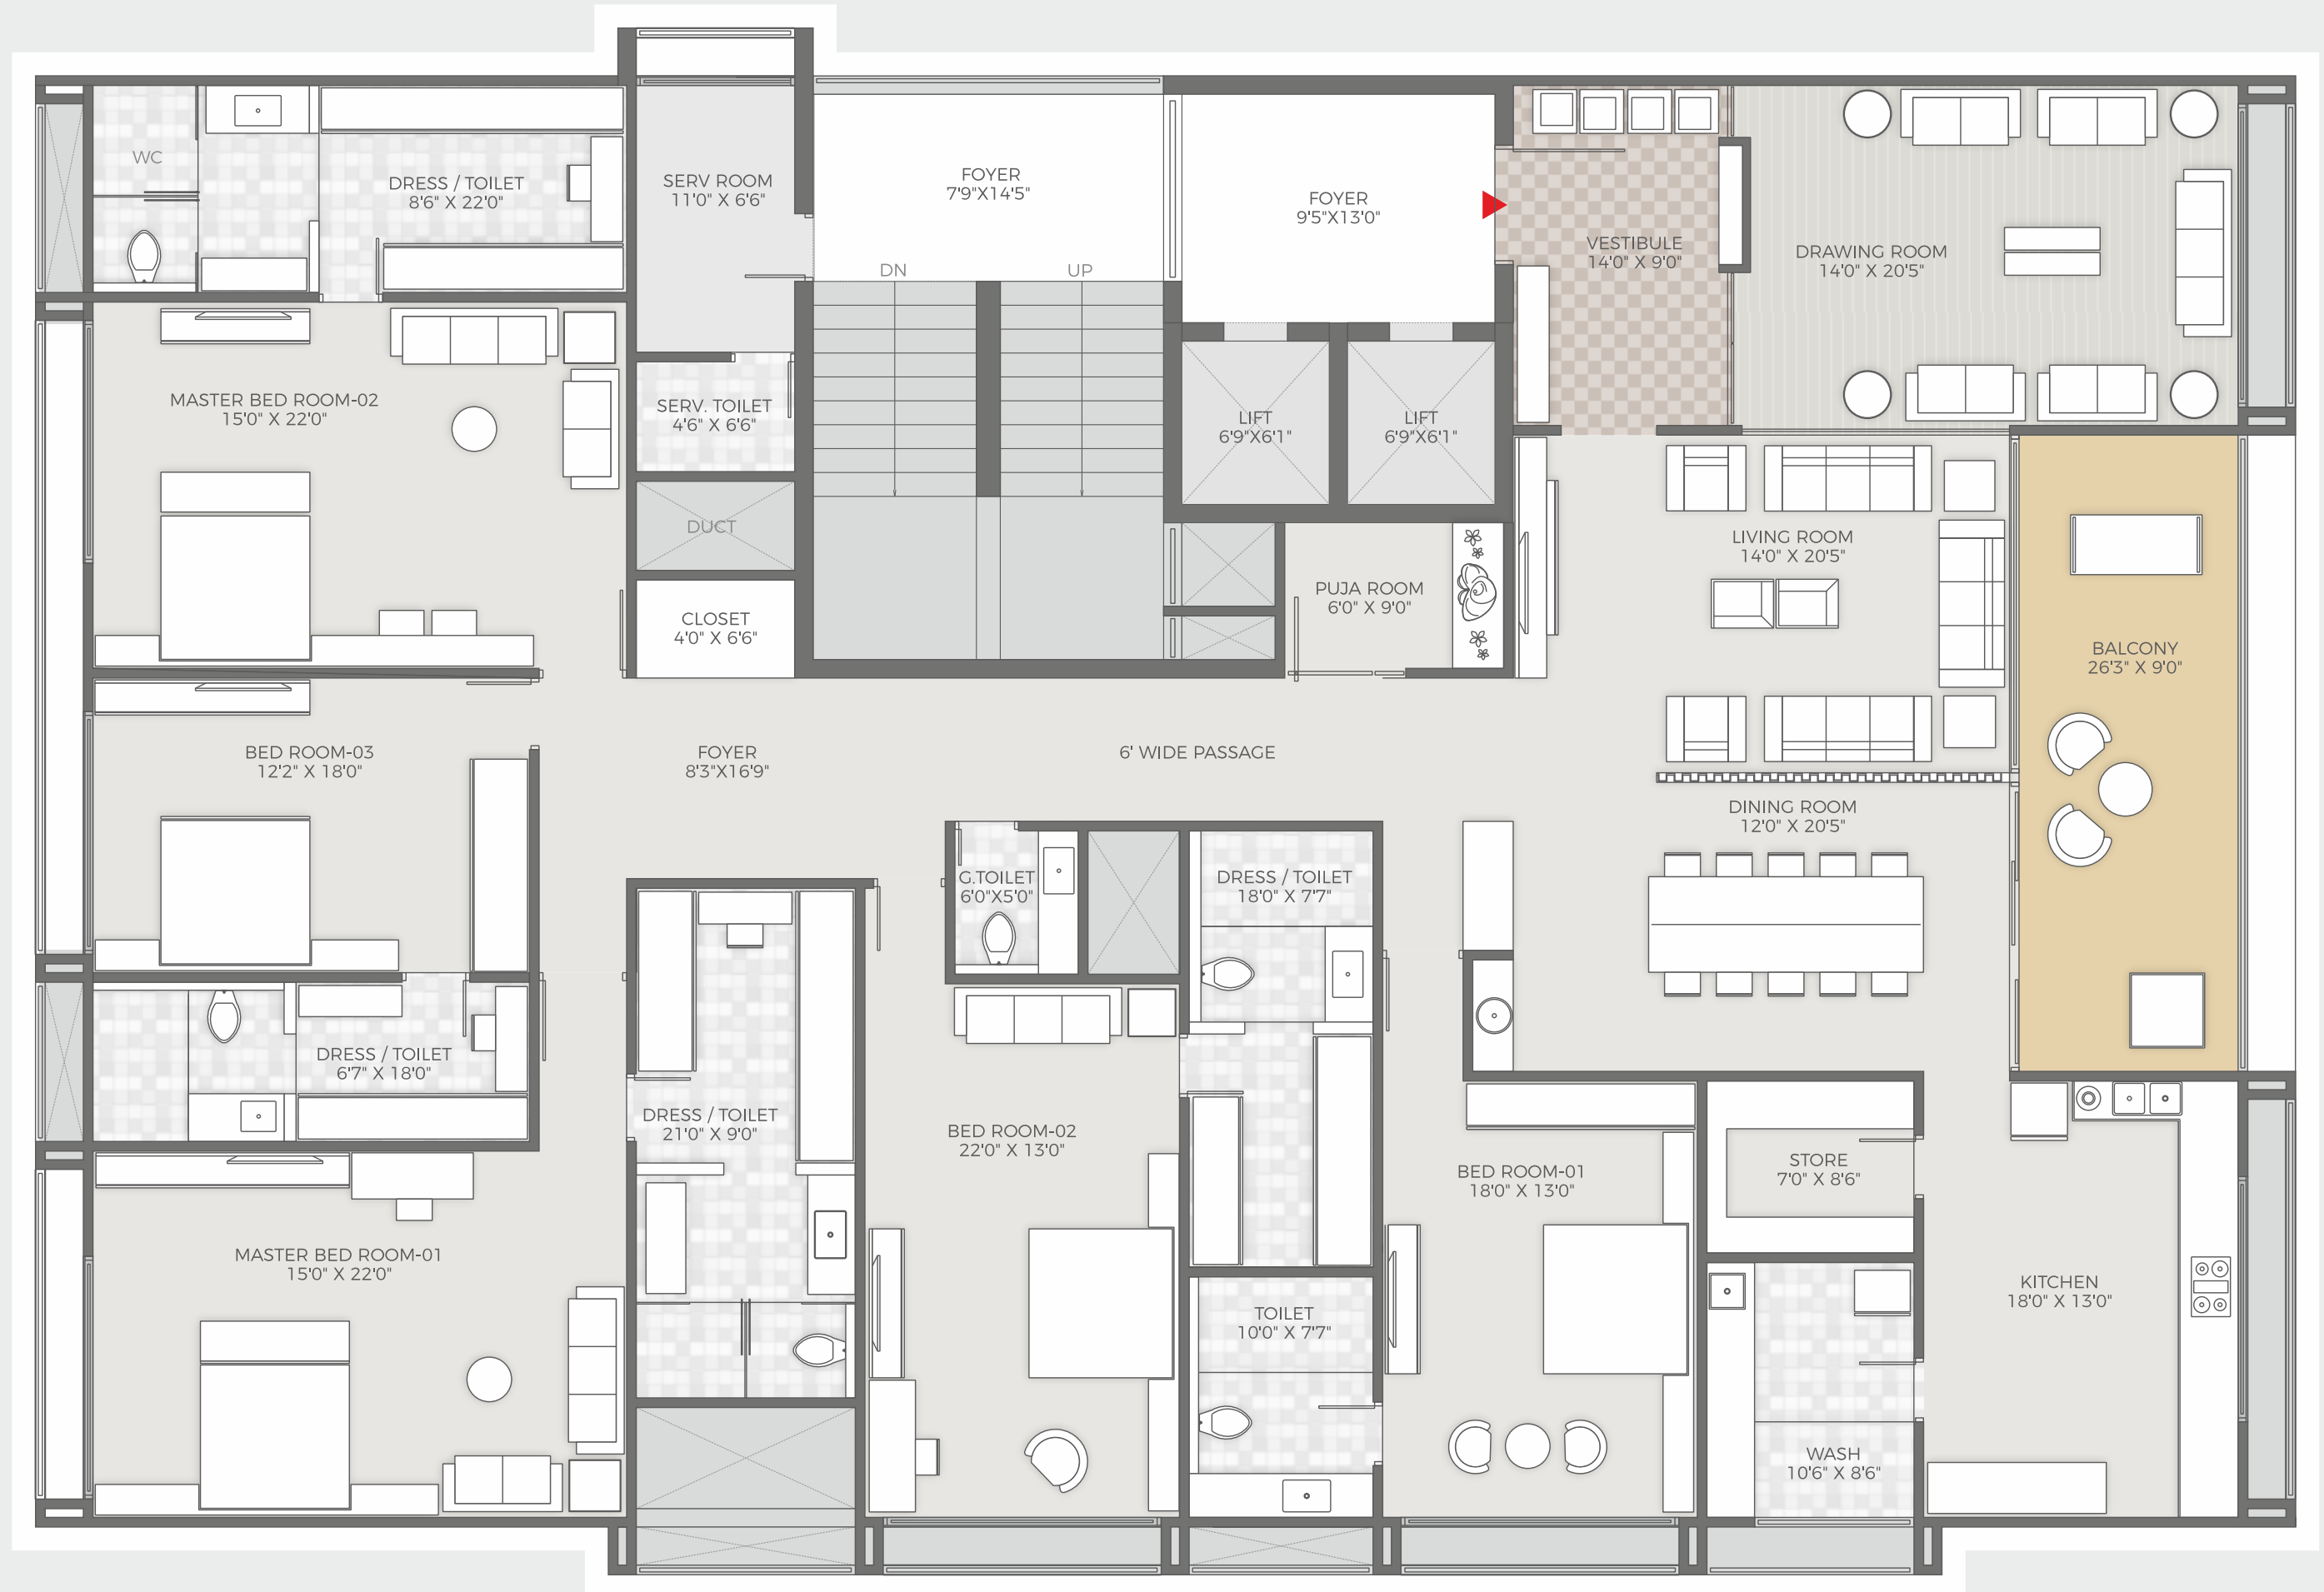 WC
DRESS / TOILET
8'6" X 22'0"
SERV ROOM
11'0" X 6'6"
FOYER
7'9"X14'5"
FOYER
9'5"X13'0"
VESTIBULE
14'0" X 9'0"
DRAWING ROOM
14'0" X 20'5"
DN
UP
MASTER BED ROOM-02
15'0" X 22'0"
SERV. TOILET
4'6" X 6'6"
LIFT
6'9"X6'1"
LIFT
6'9"X6'1"
DUCT
LIVING ROOM
14'0" X 20'5"
PUJA ROOM
6'0" X 9'0"
CLOSET
4'0" X 6'6"
BALCONY
26'3" X 9'0"
BED ROOM-03
12'2" X 18'0"
FOYER
8'3"X16'9"
6' WIDE PASSAGE
DINING ROOM
12'0" X 20'5"
G.TOILET
6'0"X5'0"
DRESS / TOILET
18'0" X 7'7"
DRESS / TOILET
6'7" X 18'0"
DRESS / TOILET
21'0" X 9'0"
BED ROOM-02
22'0" X 13'0"
BED ROOM-01
18'0" X 13'0"
STORE
7'0" X 8'6"
MASTER BED ROOM-01
15'0" X 22'0"
KITCHEN
18'0" X 13'0"
TOILET
10'0" X 7'7"
WASH
10'6" X 8'6"